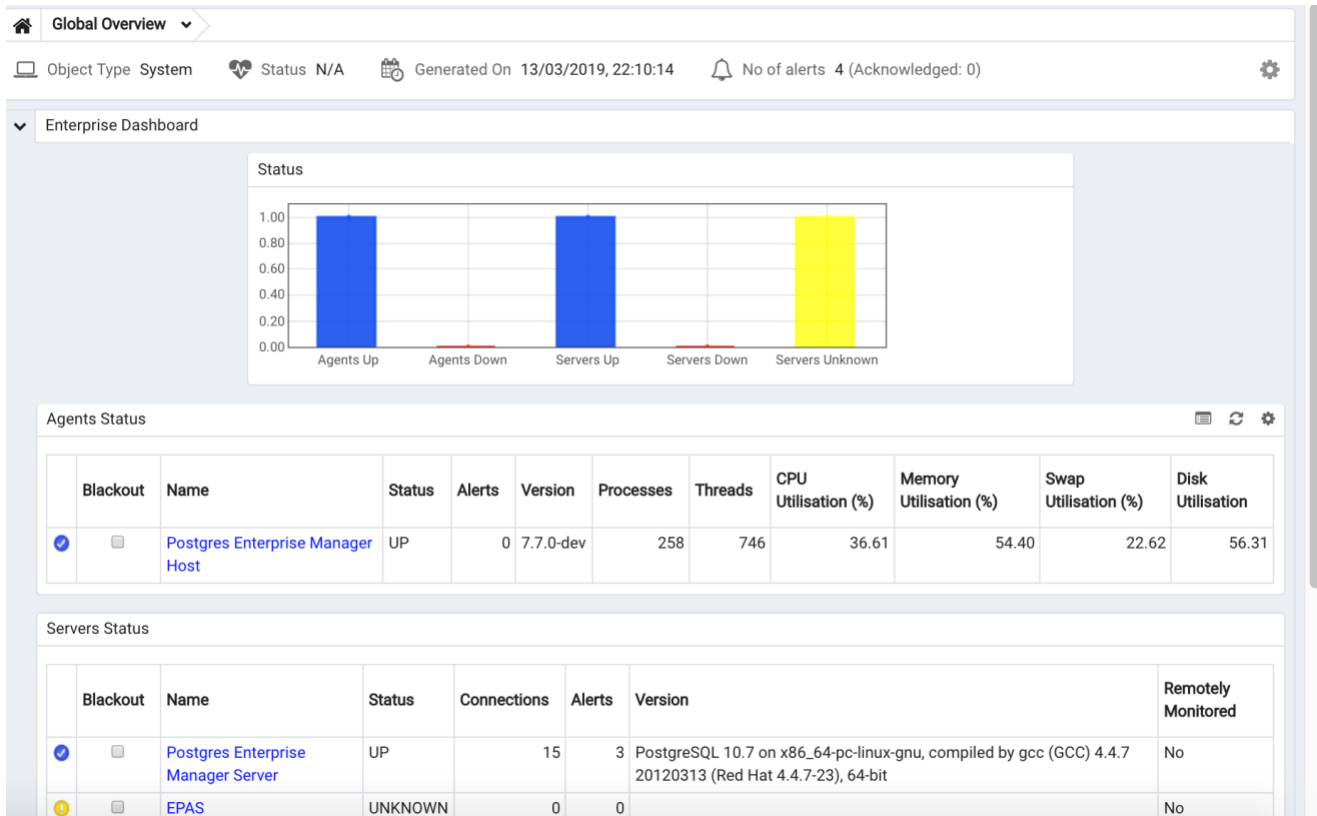 Global Overview
Object Type System Status N/A Generated On 13/03/2019, 22:10:14 No of alerts 4 (Acknowledged: 0)
Enterprise Dashboard
Status
1.00
0.80
0.60
0.40
0.20
0.00
Agents Up Agents Down Servers Up Servers Down Servers Unknown
Agents Status
Blackout Name Status Alerts Version Processes Threads CPU Utilisation (%) Memory Utilisation (%) Swap Utilisation (%) Disk Utilisation
Postgres Enterprise Manager UP 0 7.7.0-dev 258 746 36.61 54.40 22.62 56.31
Host
Servers Status
Blackout Name Status Connections Alerts Version Remotely Monitored
Postgres Enterprise UP 15 3 PostgreSQL 10.7 on x86_64-pc-linux-gnu, compiled by gcc (GCC) 4.4.7 No
Manager Server 20120313 (Red Hat 4.4.7-23), 64-bit
EPAS UNKNOWN 0 0 No